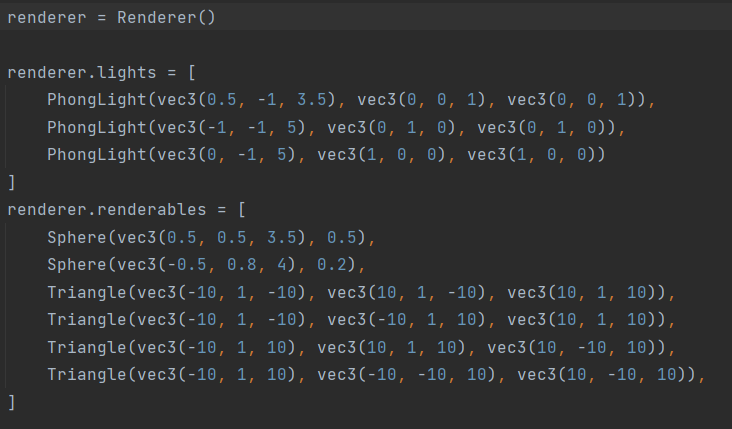 renderer = Renderer()
renderer.lights = [
PhongLight(vec3(0.5, -1, 3.5), vec3(0, 0, 1), vec3(0, 0, 1)),
PhongLight(vec3(-1, -1, 5), vec3(0, 1, 0), vec3(0, 1, 0)),
PhongLight(vec3(0, -1, 5), vec3(1, 0, 0), vec3(1, 0, 0))
]
renderer.renderables = [
Sphere(vec3(0.5, 0.5, 3.5), 0.5),
Sphere(vec3(-0.5, 0.8, 4), 0.2),
Triangle(vec3(-10, 1, -10), vec3(10, 1, -10), vec3(10, 1, 10)),
Triangle(vec3(-10, 1, -10), vec3(-10, 1, 10), vec3(10, 1, 10)),
Triangle(vec3(-10, 1, 10), vec3(10, 1, 10), vec3(10, -10, 10)),
Triangle(vec3(-10, 1, 10), vec3(-10, -10, 10), vec3(10, -10, 10)),
]